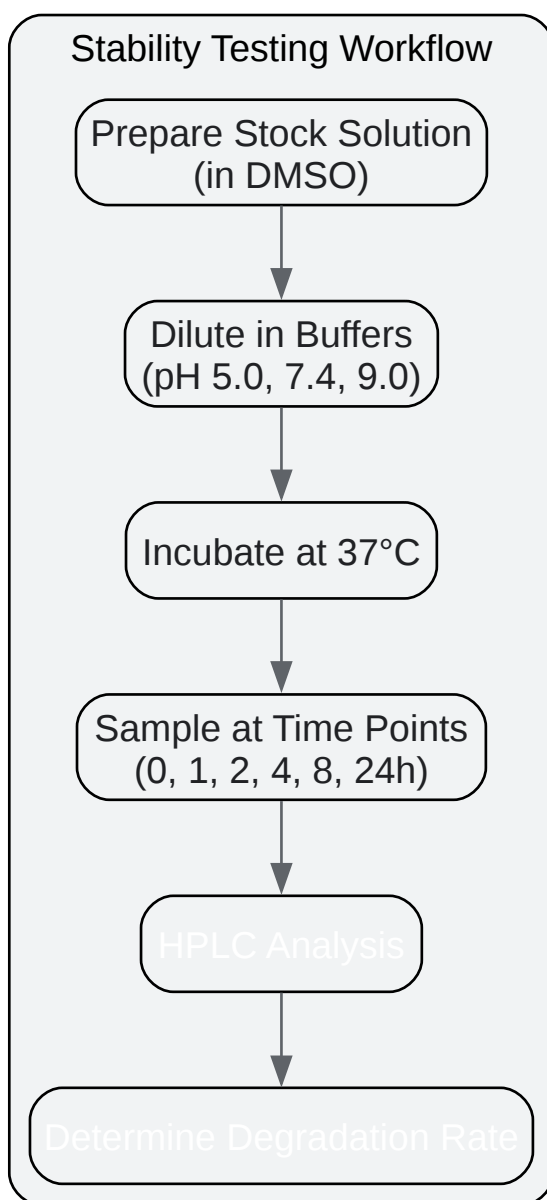 Stability Testing Workflow
Prepare Stock Solution
(in DMSO)
Dilute in Buffers
(pH 5.0, 7.4, 9.0)
Incubate at 37°C
Sample at Time Points
(0, 1, 2, 4, 8, 24h)
HPLC Analysis
Determine Degradation Rate